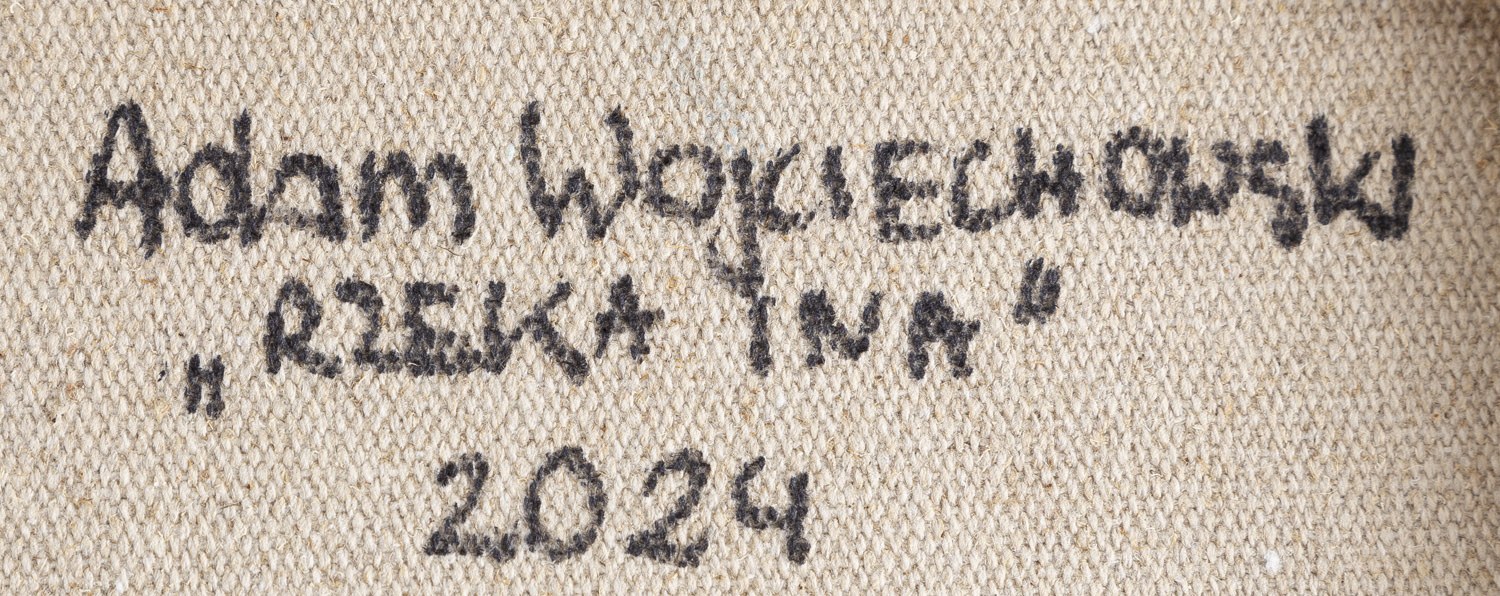 Adam Wojciechowski
„RZEKA INA"
2024